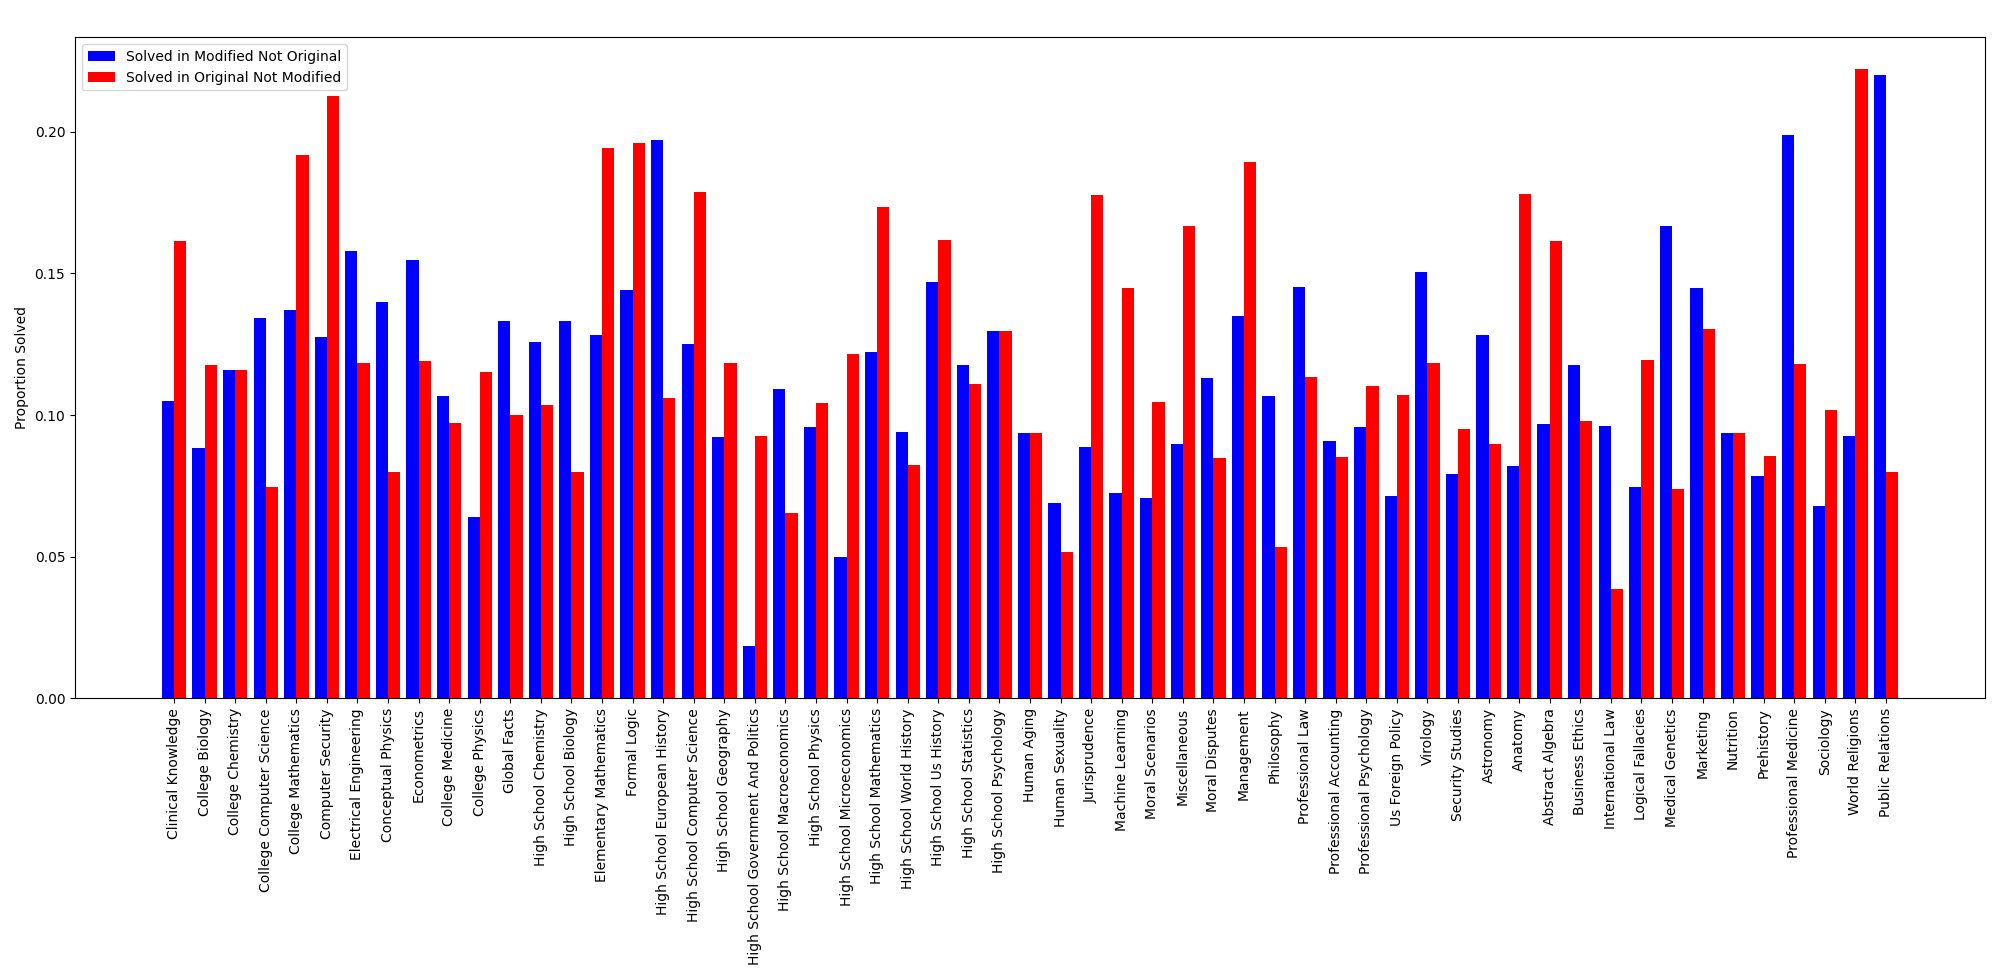 Solved in Modified Not Original
Solved in Original Not Modified
Proportion Solved
0.20
0.15
0.10
0.05
0.00
Clinical Knowledge
College Biology
College Chemistry
College Computer Science
College Mathematics
Computer Security
Electrical Engineering
Conceptual Physics
Econometrics
College Medicine
College Physics
Global Facts
High School Chemistry
High School Biology
Elementary Mathematics
Formal Logic
High School European History
High School Computer Science
High School Geography
High School Government And Politics
High School Macroeconomics
High School Physics
High School Microeconomics
High School Mathematics
High School World History
High School Us History
High School Statistics
High School Psychology
Human Aging
Human Sexuality
Jurisprudence
Machine Learning
Moral Scenarios
Miscellaneous
Moral Disputes
Management
Philosophy
Professional Law
Professional Accounting
Professional Psychology
Us Foreign Policy
Virology
Security Studies
Astronomy
Anatomy
Abstract Algebra
Business Ethics
International Law
Logical Fallacies
Medical Genetics
Marketing
Nutrition
Prehistory
Professional Medicine
Sociology
World Religions
Public Relations